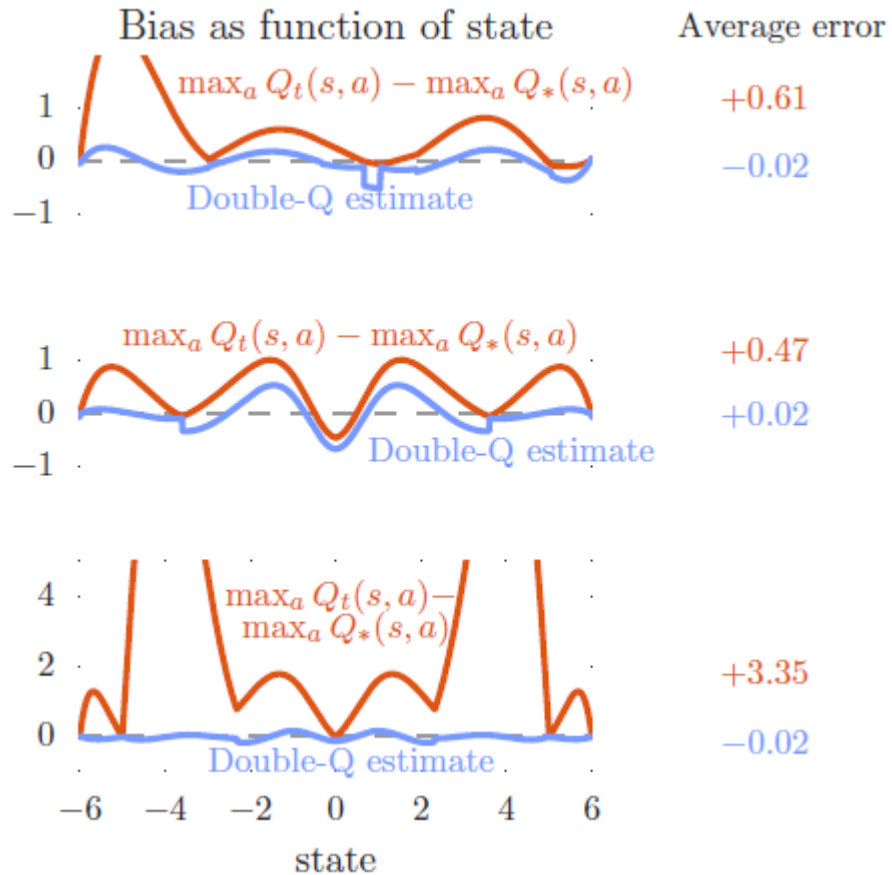 Bias as function of state Average error
max_a Q_t(s, a) − max_a Q_*(s, a)
1
+0.61
0
−0.02
Double-Q estimate
−1
max_a Q_t(s, a) − max_a Q_*(s, a)
1
+0.47
0
+0.02
Double-Q estimate
−1
4
max_a Q_t(s, a)−
max_a Q_*(s, a)
2
+3.35
0
−0.02
Double-Q estimate
−6 −4 −2 0 2 4 6
state